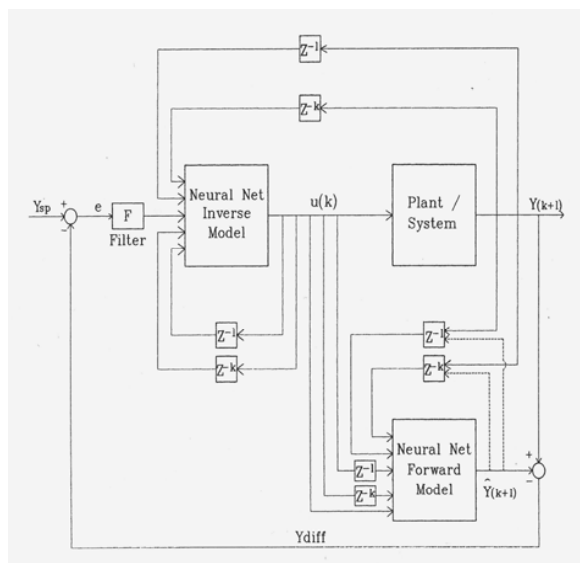 Z⁻¹
Z⁻ᵏ
Ysp
+
-
e
F
Filter
Neural Net
Inverse
Model
u(k)
Plant /
System
Y(k+1)
Z⁻¹
Z⁻ᵏ
Z⁻¹
Z⁻ᵏ
Z⁻¹
Z⁻ᵏ
Neural Net
Forward
Model
+
-
Ŷ(k+1)
Ydiff